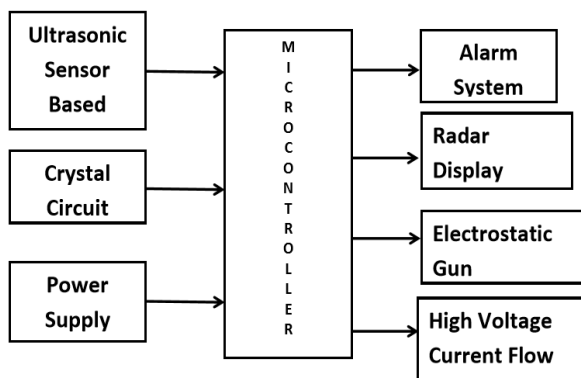 Ultrasonic
Sensor
Based
Crystal
Circuit
Power
Supply
M
I
C
R
O
C
O
N
T
R
O
L
L
E
R
Alarm
System
Radar
Display
Electrostatic
Gun
High Voltage
Current Flow